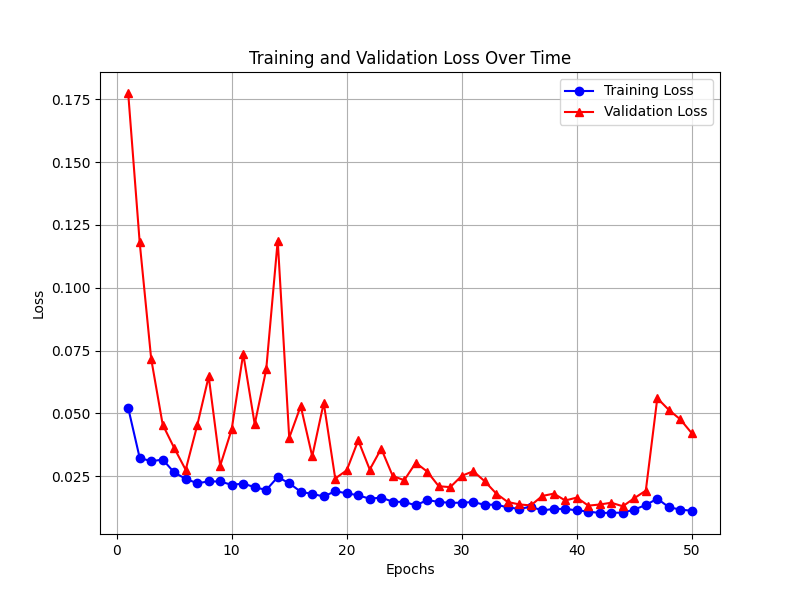 Training and Validation Loss Over Time
Training Loss
Validation Loss
0.175
0.150
0.125
0.100
0.075
0.050
0.025
Loss
0 10 20 30 40 50
Epochs